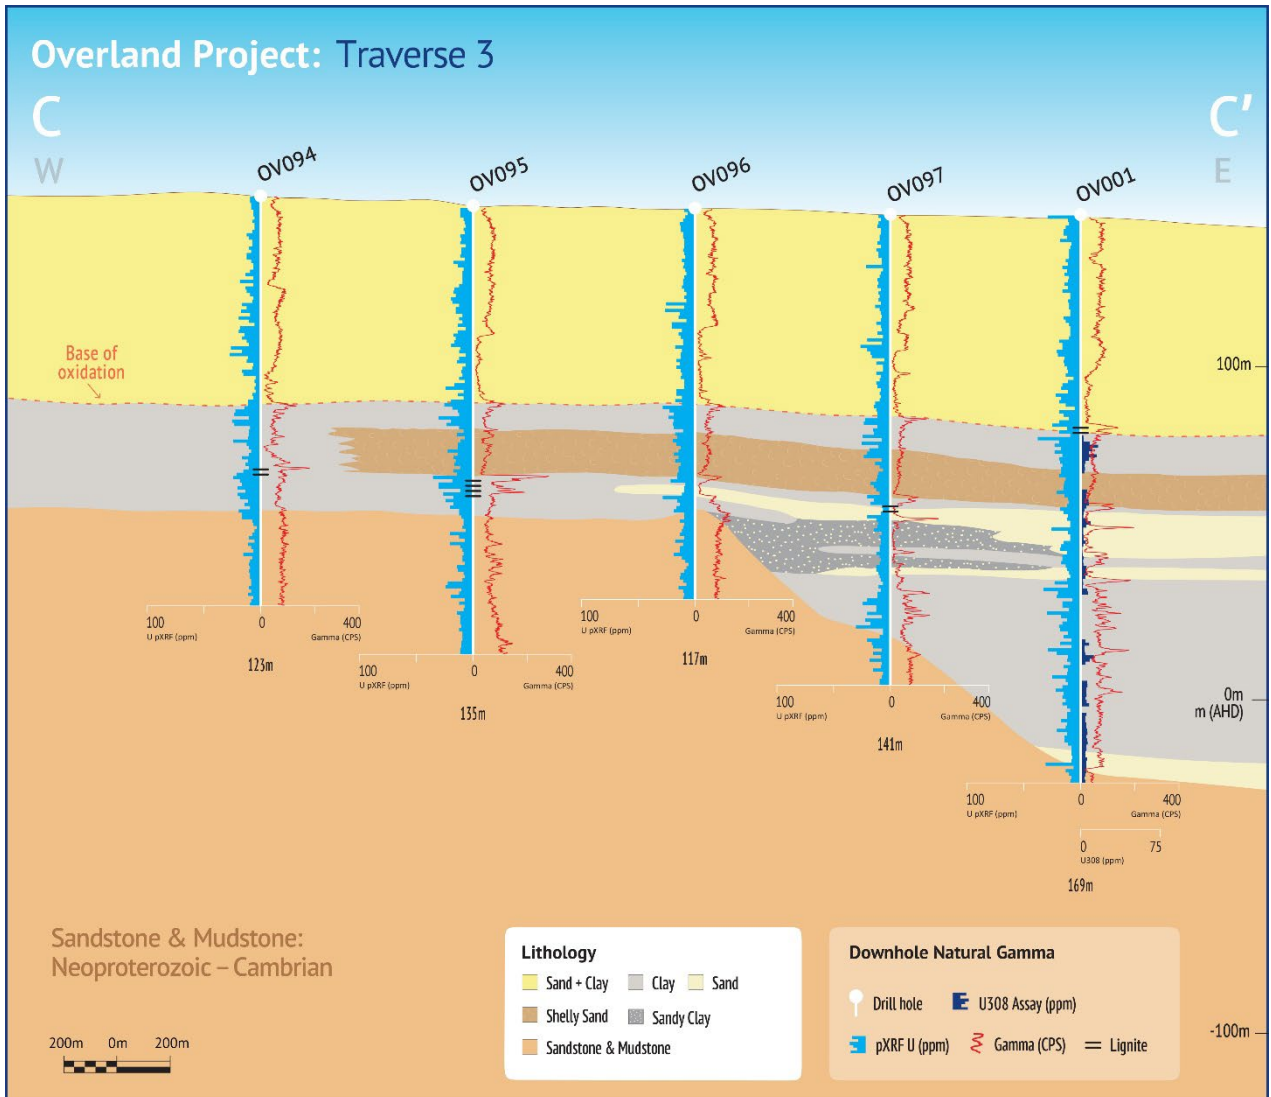 Overland Project: Traverse 3
C
C’
W
E
OV094
OV095
OV096
OV097
OV001
Base of
oxidation
100m
0m
m (AHD)
-100m
100 0 400
U pXRF (ppm) Gamma (CPS)
123m
100 0 400
U pXRF (ppm) Gamma (CPS)
135m
100 0 400
U pXRF (ppm) Gamma (CPS)
117m
100 0 400
U pXRF (ppm) Gamma (CPS)
141m
100 0 400
U pXRF (ppm) Gamma (CPS)
0 75
U308 (ppm)
169m
Sandstone & Mudstone:
Neoproterozoic – Cambrian
200m 0m 200m
Lithology
Sand + Clay Clay Sand
Shelly Sand Sandy Clay
Sandstone & Mudstone
Downhole Natural Gamma
Drill hole U308 Assay (ppm)
pXRF U (ppm) Gamma (CPS) Lignite